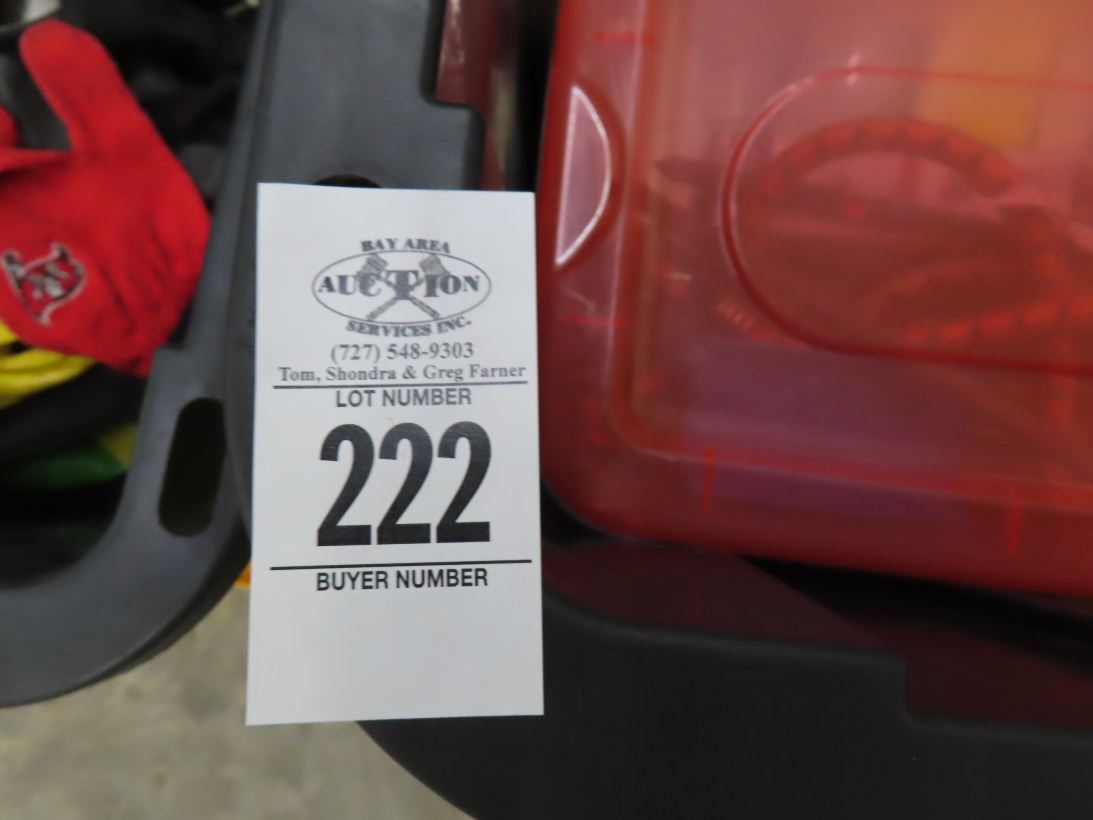 BAY AREA
AUCTION
SERVICES INC.
(727) 548-9303
Tom, Shondra & Greg Farner
LOT NUMBER
222
BUYER NUMBER